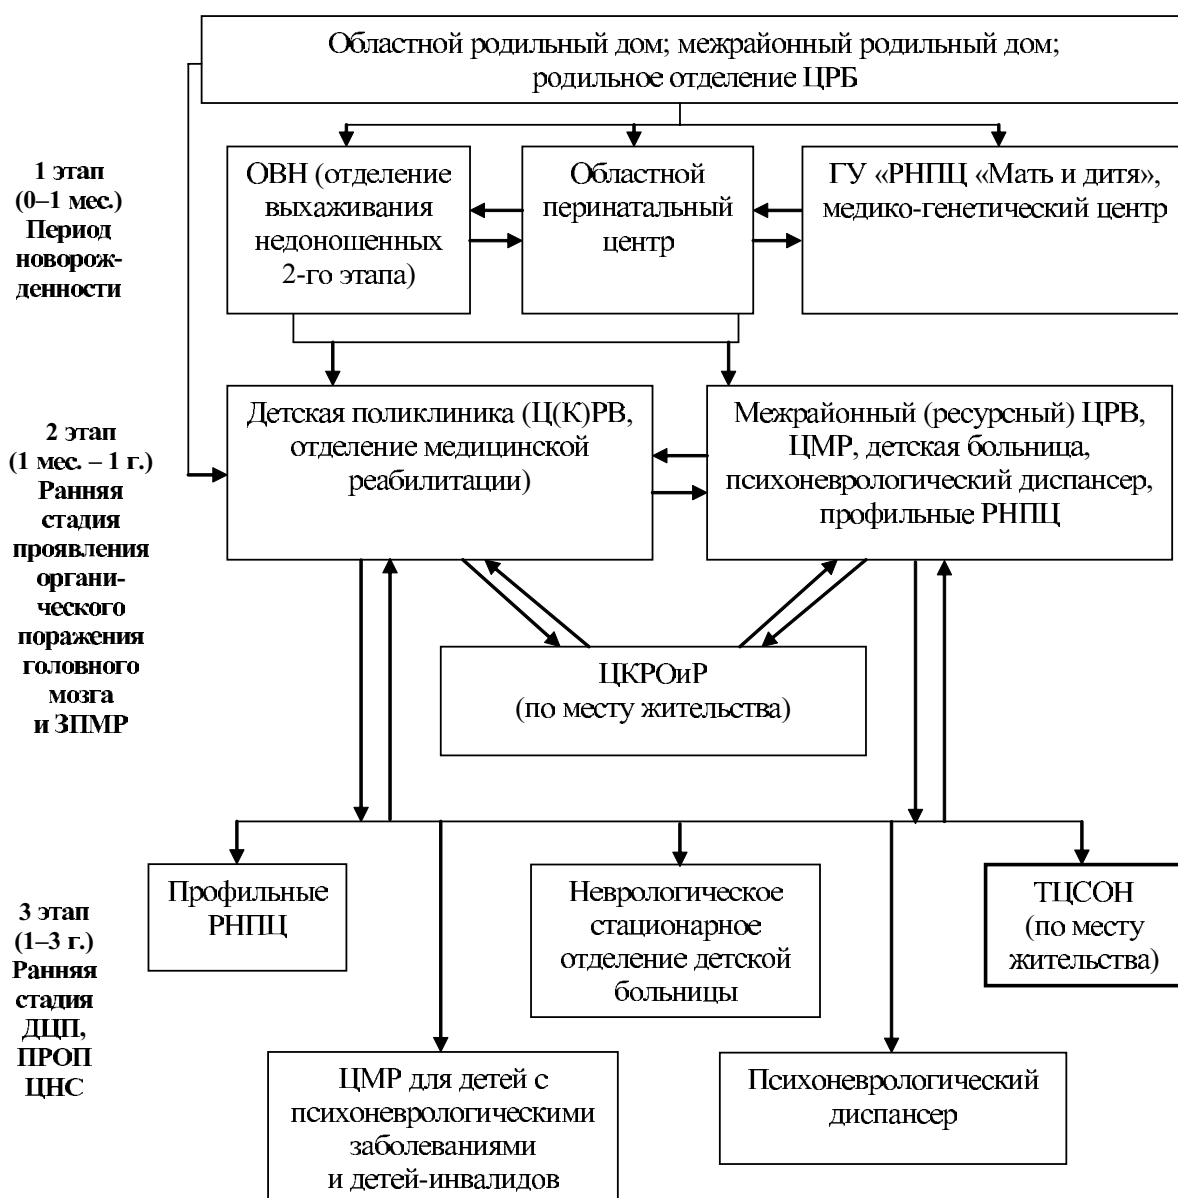 Областной родильный дом; межрайонный родильный дом;
родильное отделение ЦРБ
1 этап
(0–1 мес.)
Период
новорож-
денности
ОВН (отделение
выхаживания
недоношенных
2-го этапа)
Областной
перинатальный
центр
ГУ «РНПЦ «Мать и дитя»,
медико-генетический центр
2 этап
(1 мес. – 1 г.)
Ранняя
стадия
проявления
органи-
ческого
поражения
головного
мозга
и ЗПМР
Детская поликлиника (Ц(К)РВ,
отделение медицинской
реабилитации)
Межрайонный (ресурсный) ЦРВ,
ЦМР, детская больница,
психоневрологический диспансер,
профильные РНПЦ
ЦКРОиР
(по месту жительства)
3 этап
(1–3 г.)
Ранняя
стадия
ДЦП,
ПРОП
ЦНС
Профильные
РНПЦ
Неврологическое
стационарное
отделение детской
больницы
ТЦСОН
(по месту
жительства)
ЦМР для детей с
психоневрологическими
заболеваниями
и детей-инвалидов
Психоневрологический
диспансер